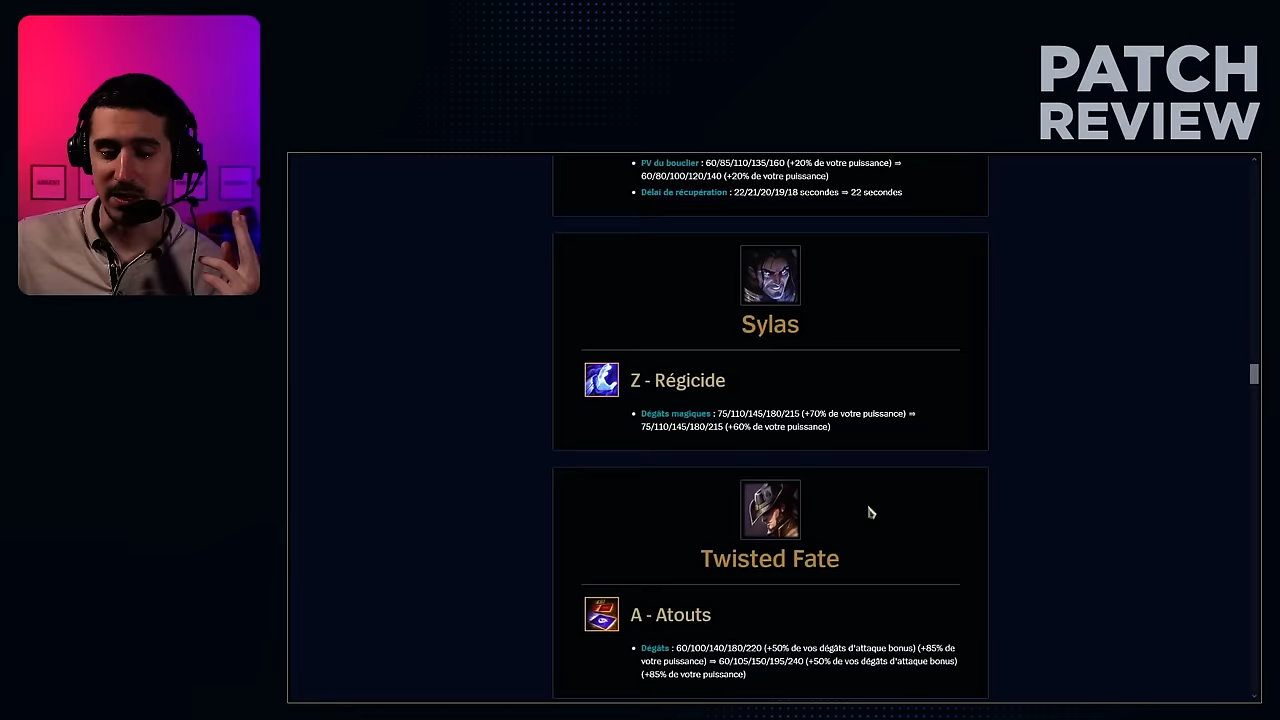 PATCH
REVIEW
• PV du bouclier : 60/85/110/135/160 (+20% de votre puissance) ⇒
60/80/100/120/140 (+20% de votre puissance)
• Délai de récupération : 22/21/20/19/18 secondes ⇒ 22 secondes
Sylas
Z - Régicide
• Dégâts magiques : 75/110/145/180/215 (+70% de votre puissance) ⇒
75/110/145/180/215 (+60% de votre puissance)
Twisted Fate
A - Atouts
• Dégâts : 60/100/140/180/220 (+50% de vos dégâts d'attaque bonus) (+85% de
votre puissance) ⇒ 60/105/150/195/240 (+50% de vos dégâts d'attaque bonus)
(+85% de votre puissance)